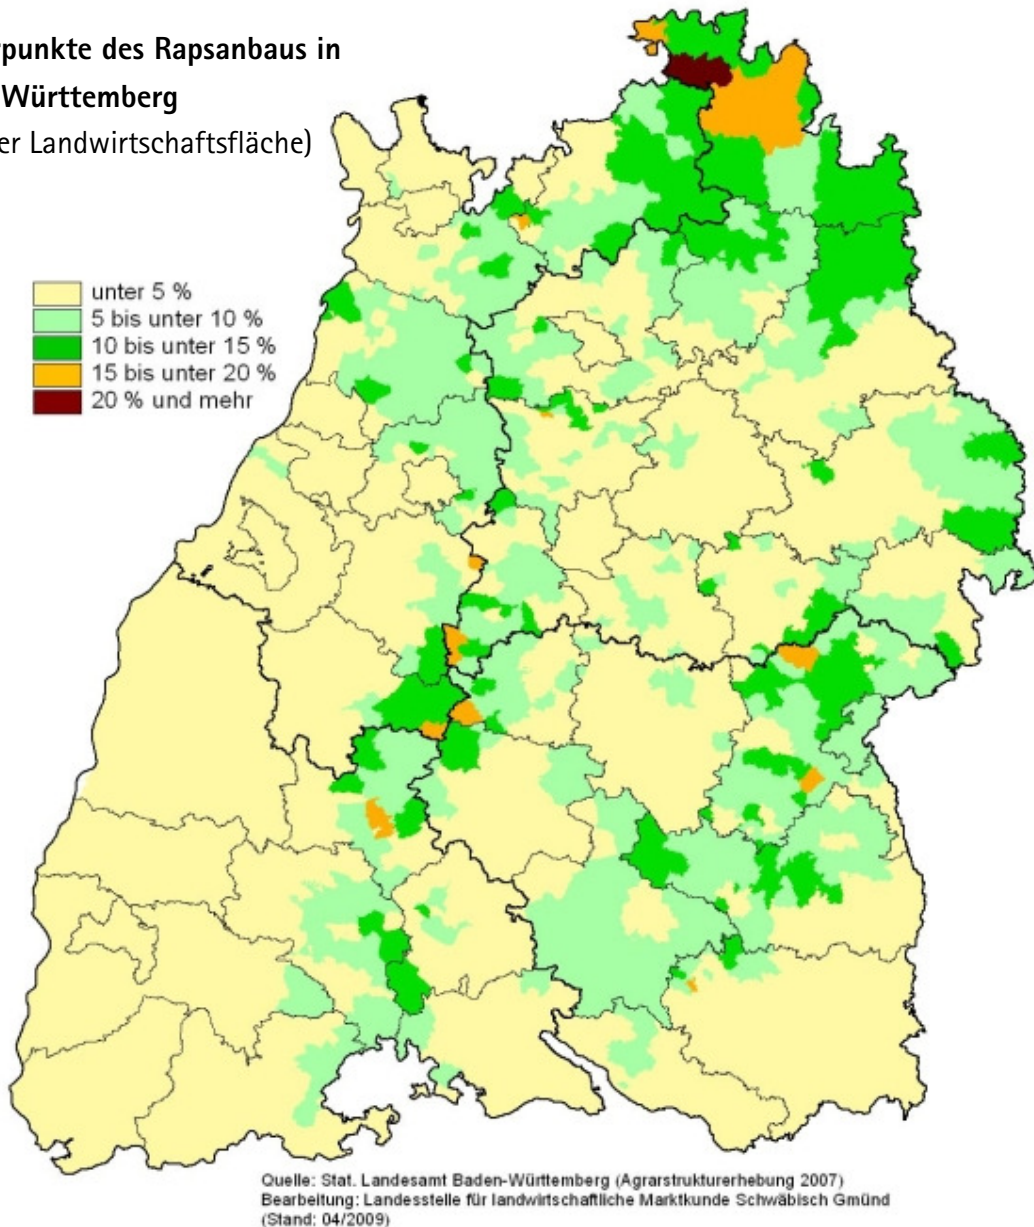 punkte des Rapsanbaus in
Württemberg
er Landwirtschaftsfläche)
unter 5 %
5 bis unter 10 %
10 bis unter 15 %
15 bis unter 20 %
20 % und mehr
Quelle: Stat. Landesamt Baden-Württemberg (Agrarstrukturerhebung 2007)
Bearbeitung: Landesstelle für landwirtschaftliche Marktkunde Schwäbisch Gmünd
(Stand: 04/2009)